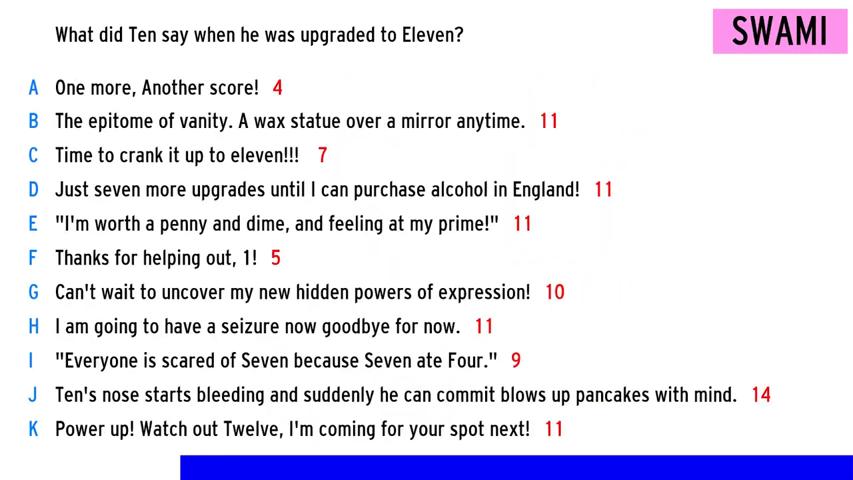 What did Ten say when he was upgraded to Eleven?
SWAMI
A One more, Another score! 4
B The epitome of vanity. A wax statue over a mirror anytime. 11
C Time to crank it up to eleven!!! 7
D Just seven more upgrades until I can purchase alcohol in England! 11
E "I'm worth a penny and dime, and feeling at my prime!" 11
F Thanks for helping out, 1! 5
G Can't wait to uncover my new hidden powers of expression! 10
H I am going to have a seizure now goodbye for now. 11
I "Everyone is scared of Seven because Seven ate Four." 9
J Ten's nose starts bleeding and suddenly he can commit blows up pancakes with mind. 14
K Power up! Watch out Twelve, I'm coming for your spot next! 11